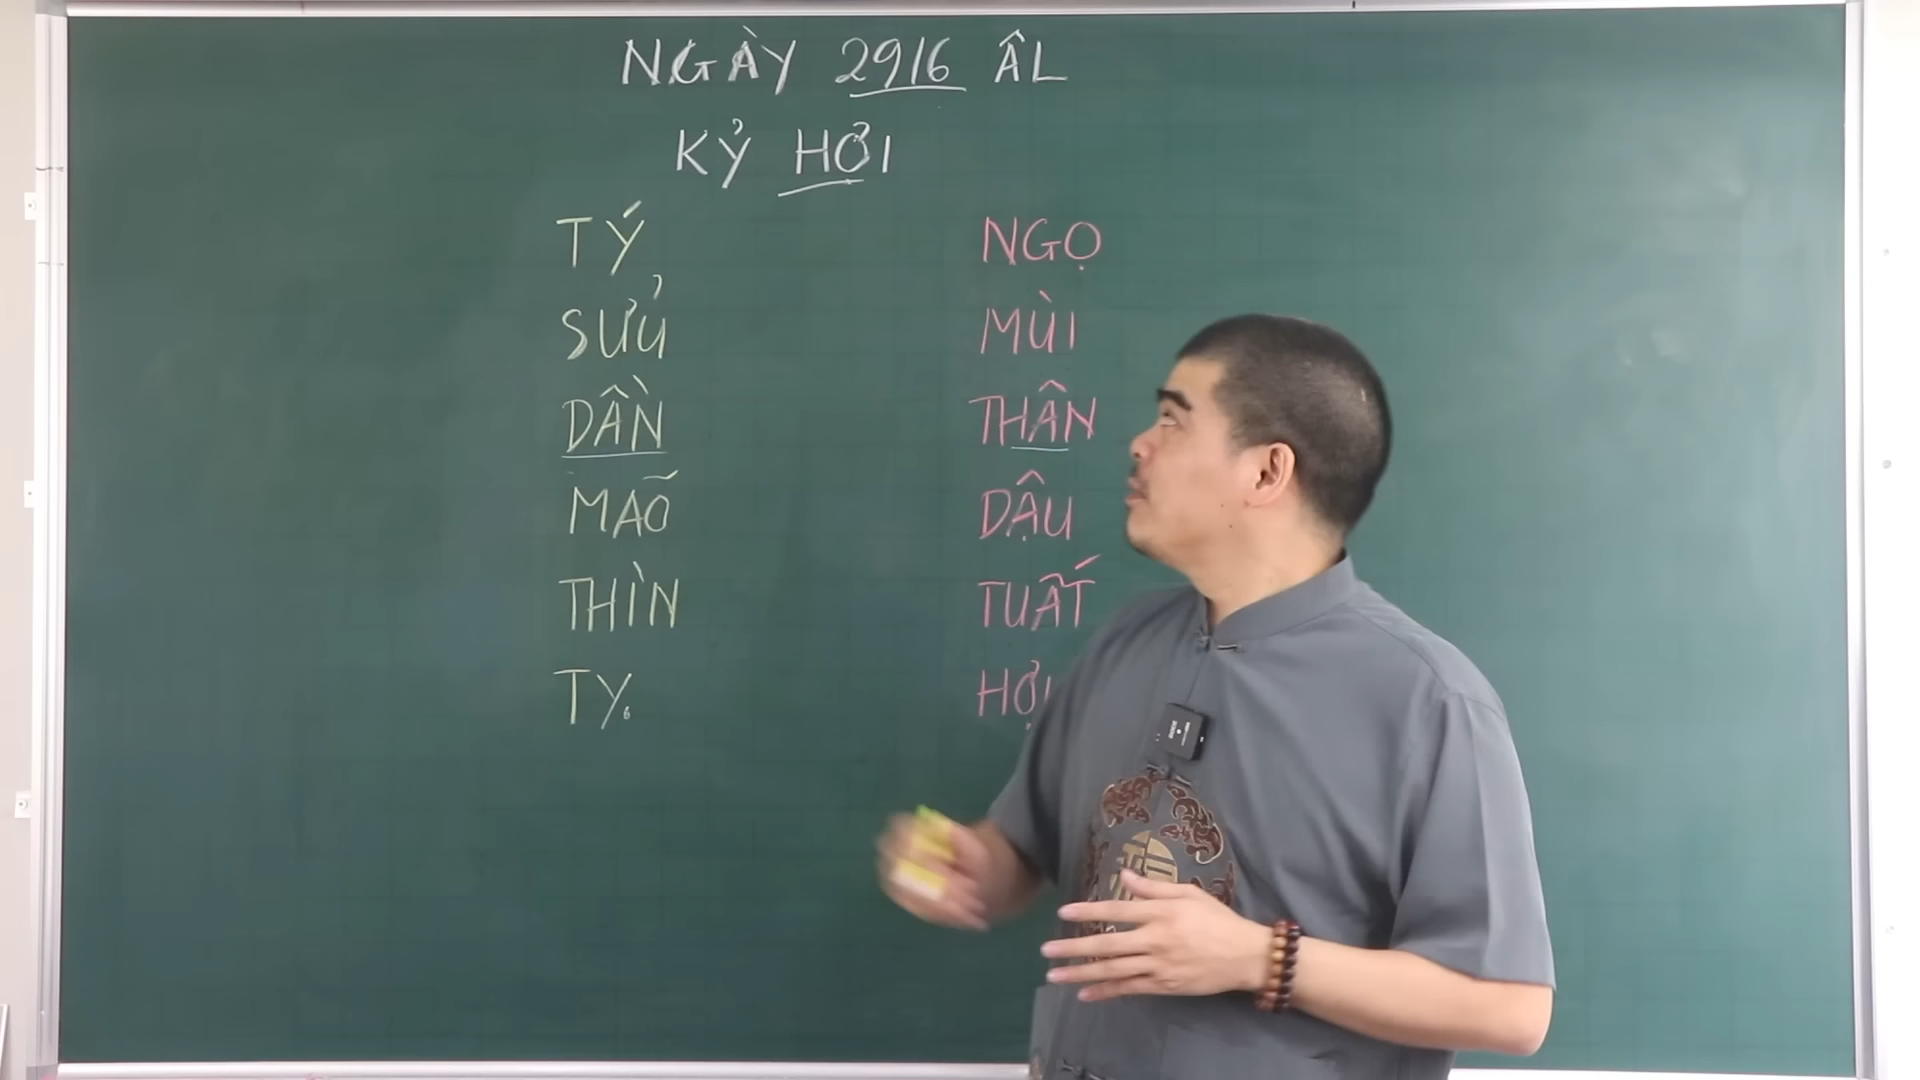 NGÀY 29/6 ÂL
KỶ HỢI
TÝ
SỬU
DẦN
MÃO
THÌN
TỴ
NGỌ
MÙI
THÂN
DẬU
TUẤT
HỢI